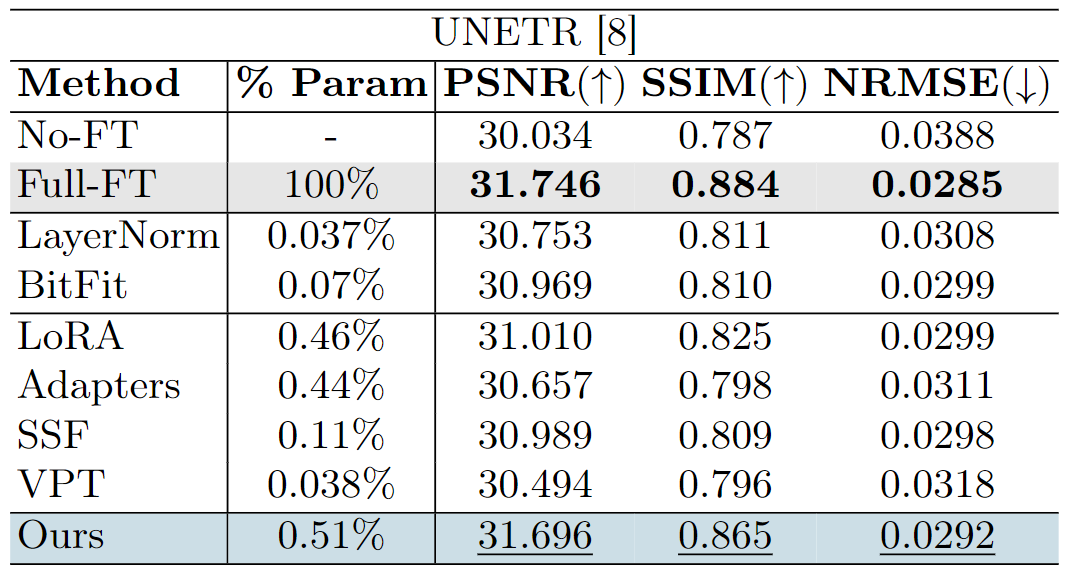 UNETR [8]
Method % Param PSNR(↑) SSIM(↑) NRMSE(↓)
No-FT - 30.034 0.787 0.0388
Full-FT 100% 31.746 0.884 0.0285
LayerNorm 0.037% 30.753 0.811 0.0308
BitFit 0.07% 30.969 0.810 0.0299
LoRA 0.46% 31.010 0.825 0.0299
Adapters 0.44% 30.657 0.798 0.0311
SSF 0.11% 30.989 0.809 0.0298
VPT 0.038% 30.494 0.796 0.0318
Ours 0.51% 31.696 0.865 0.0292